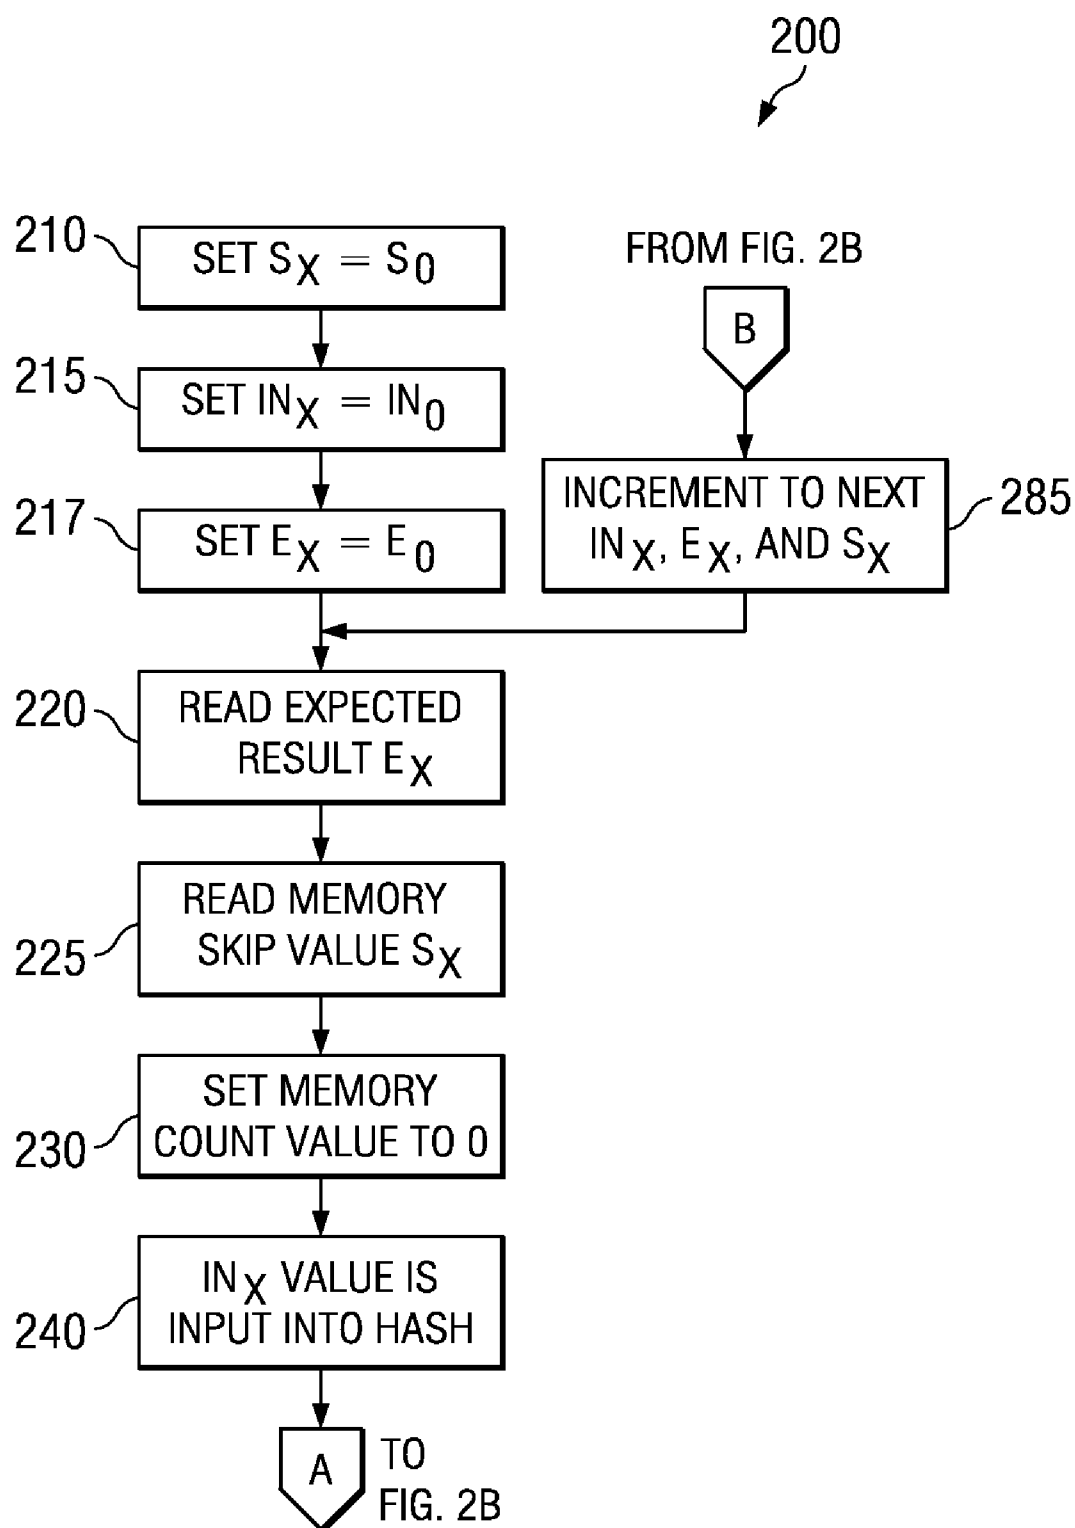 200
210
SET SX = S0
FROM FIG. 2B
B
215
SET INX = IN0
INCREMENT TO NEXT
INX, EX, AND SX
285
217
SET EX = E0
220
READ EXPECTED
RESULT EX
225
READ MEMORY
SKIP VALUE SX
230
SET MEMORY
COUNT VALUE TO 0
240
INX VALUE IS
INPUT INTO HASH
A
TO
FIG. 2B